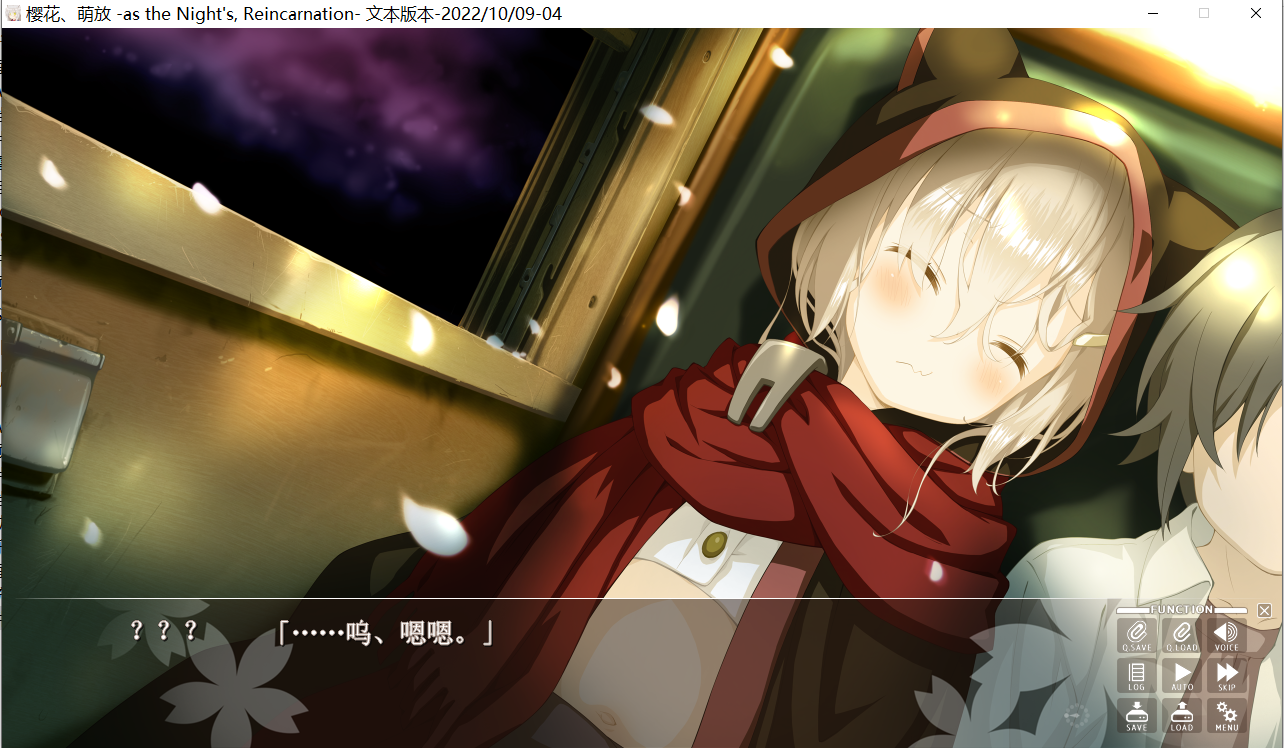 樱花、萌放 -as the Night's, Reincarnation- 文本版本-2022/10/09-04
？？？ 「……呜、嗯嗯。」
FUNCTION
Q.SAVE Q.LOAD VOICE
LOG AUTO SKIP
SAVE LOAD MENU